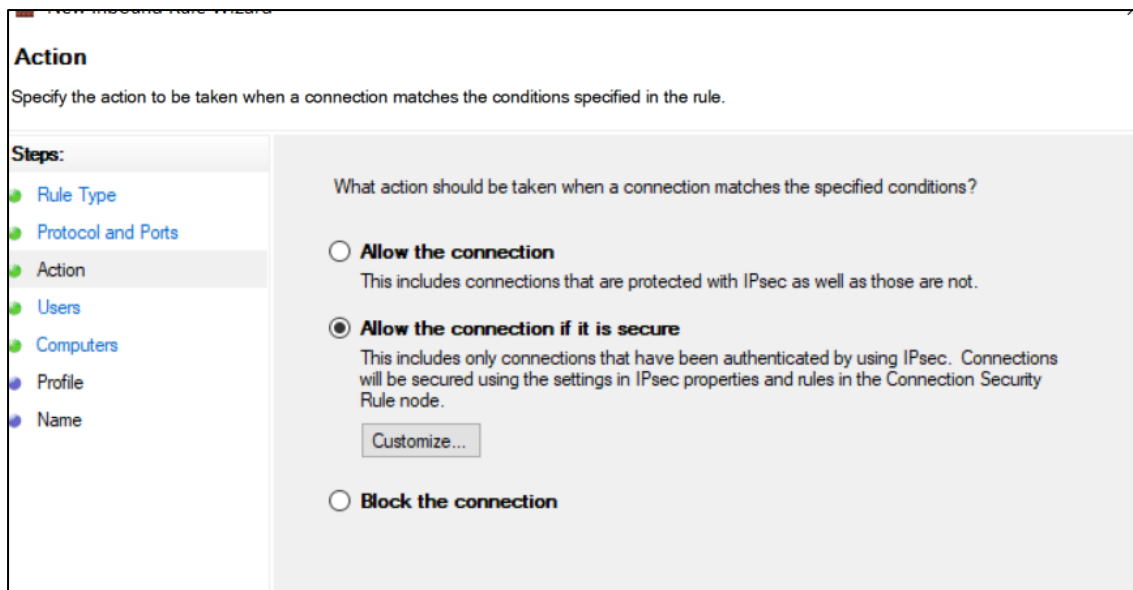 New Inbound Rule Wizard
Action
Specify the action to be taken when a connection matches the conditions specified in the rule.
Steps:
Rule Type
Protocol and Ports
Action
Users
Computers
Profile
Name
What action should be taken when a connection matches the specified conditions?
Allow the connection
This includes connections that are protected with IPsec as well as those are not.
Allow the connection if it is secure
This includes only connections that have been authenticated by using IPsec. Connections
will be secured using the settings in IPsec properties and rules in the Connection Security
Rule node.
Customize...
Block the connection